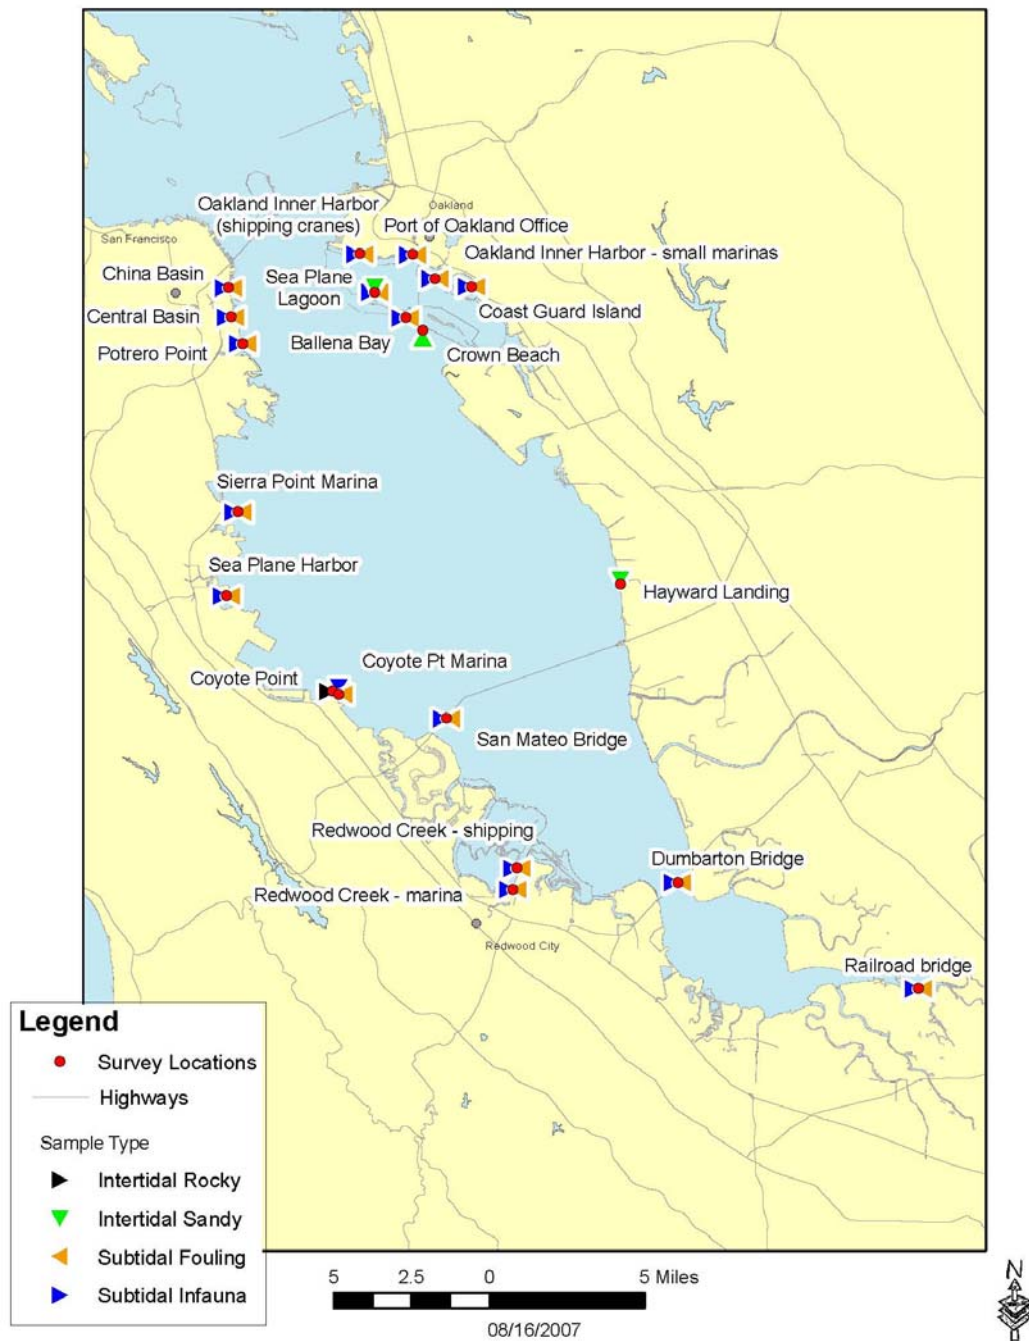 Oakland Inner Harbor
(shipping cranes)
Oakland
Port of Oakland Office
San Francisco
Oakland Inner Harbor - small marinas
China Basin
Sea Plane
Lagoon
Central Basin
Coast Guard Island
Potrero Point
Ballena Bay
Crown Beach
Sierra Point Marina
Sea Plane Harbor
Hayward Landing
Coyote Pt Marina
Coyote Point
San Mateo Bridge
Redwood Creek - shipping
Dumbarton Bridge
Redwood Creek - marina
Redwood City
Railroad bridge
Legend
Survey Locations
Highways
Sample Type
Intertidal Rocky
Intertidal Sandy
Subtidal Fouling
Subtidal Infauna
5 2.5 0 5 Miles
08/16/2007
N